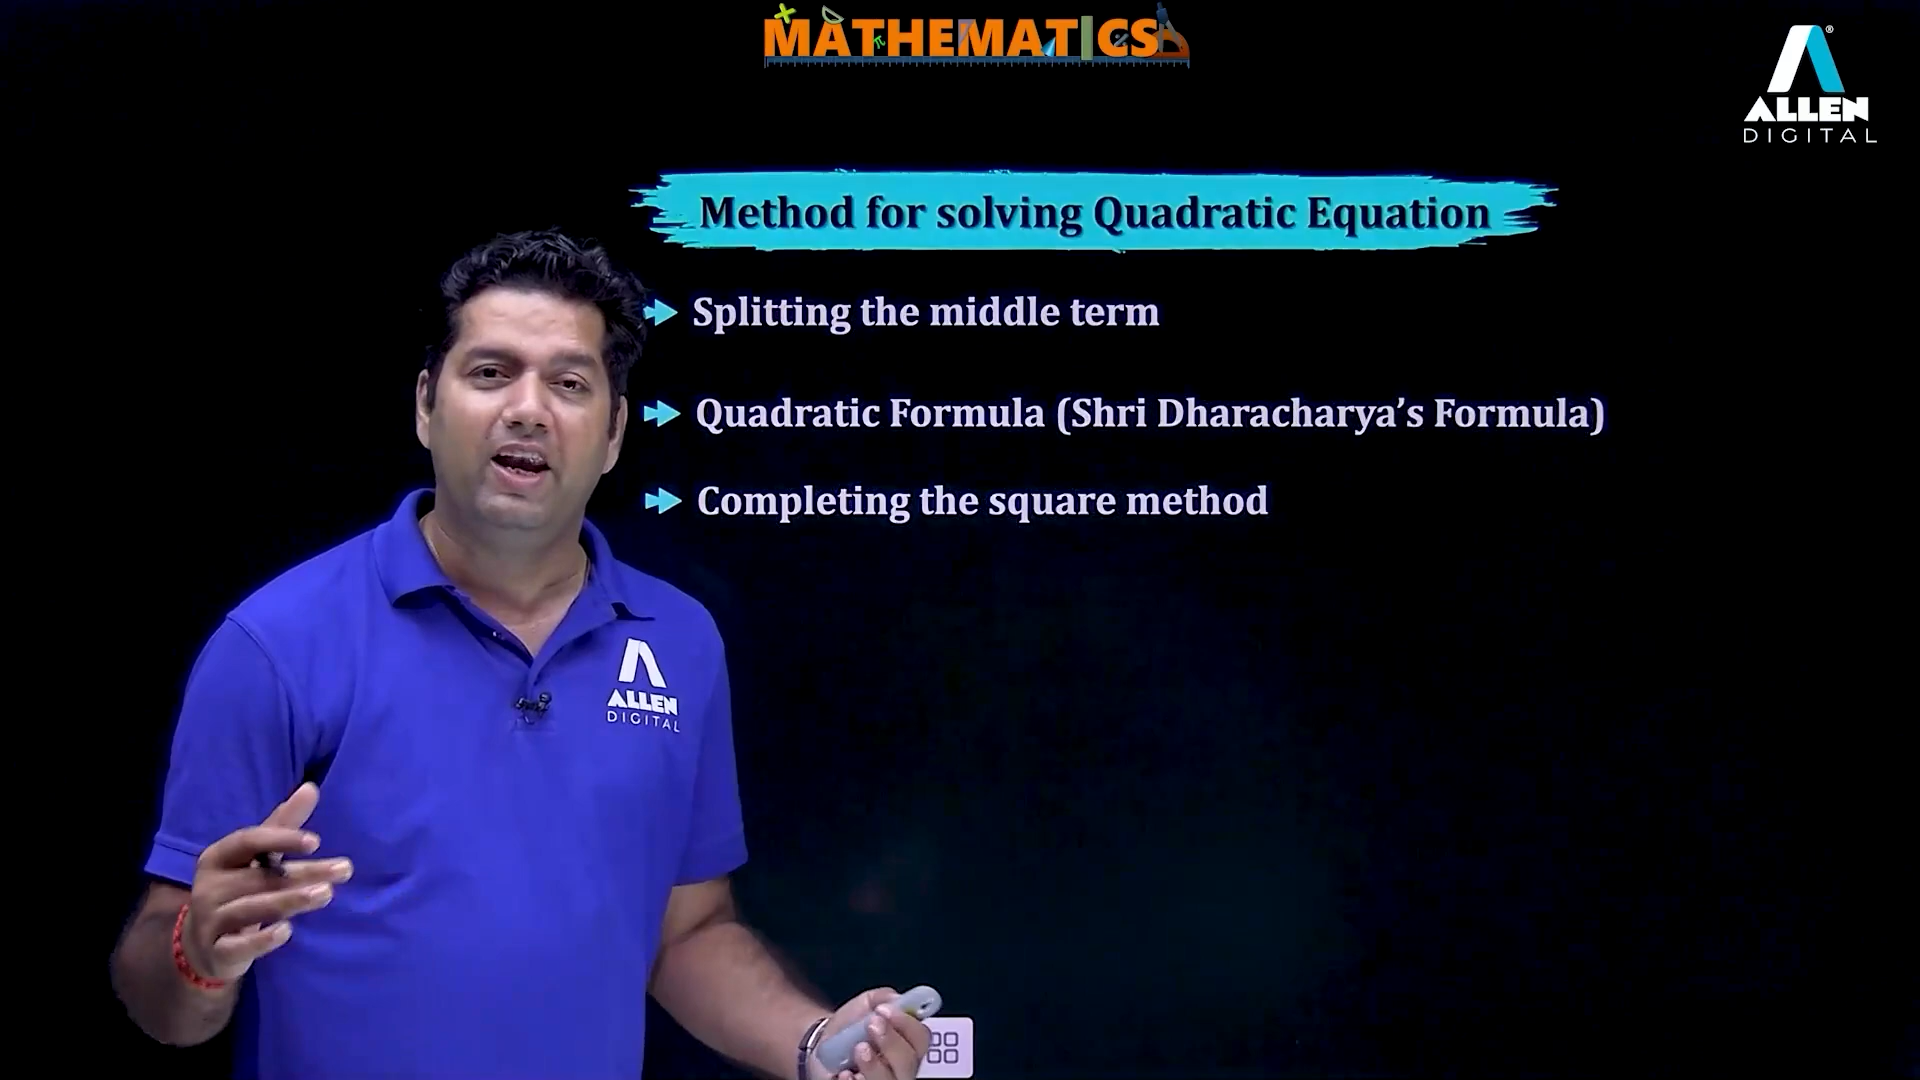 MATHEMATICS
ALLEN
DIGITAL
Method for solving Quadratic Equation
Splitting the middle term
Quadratic Formula (Shri Dharacharya's Formula)
Completing the square method
ALLEN
DIGITAL